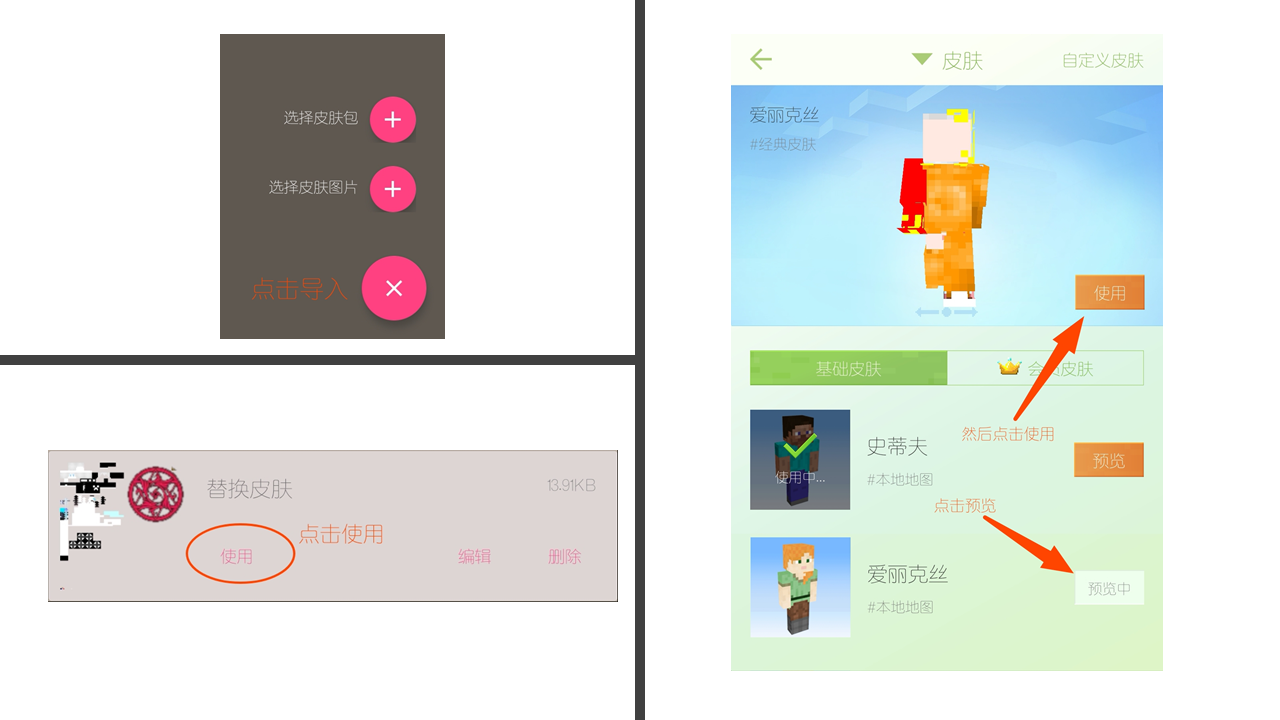 选择皮肤包
选择皮肤图片
点击导入
替换皮肤
13.91KB
点击使用
使用
编辑
删除
皮肤
自定义皮肤
爱丽克丝
#经典皮肤
使用
基础皮肤
会员皮肤
然后点击使用
史蒂夫
#本地地图
预览
使用中...
点击预览
爱丽克丝
#本地地图
预览中